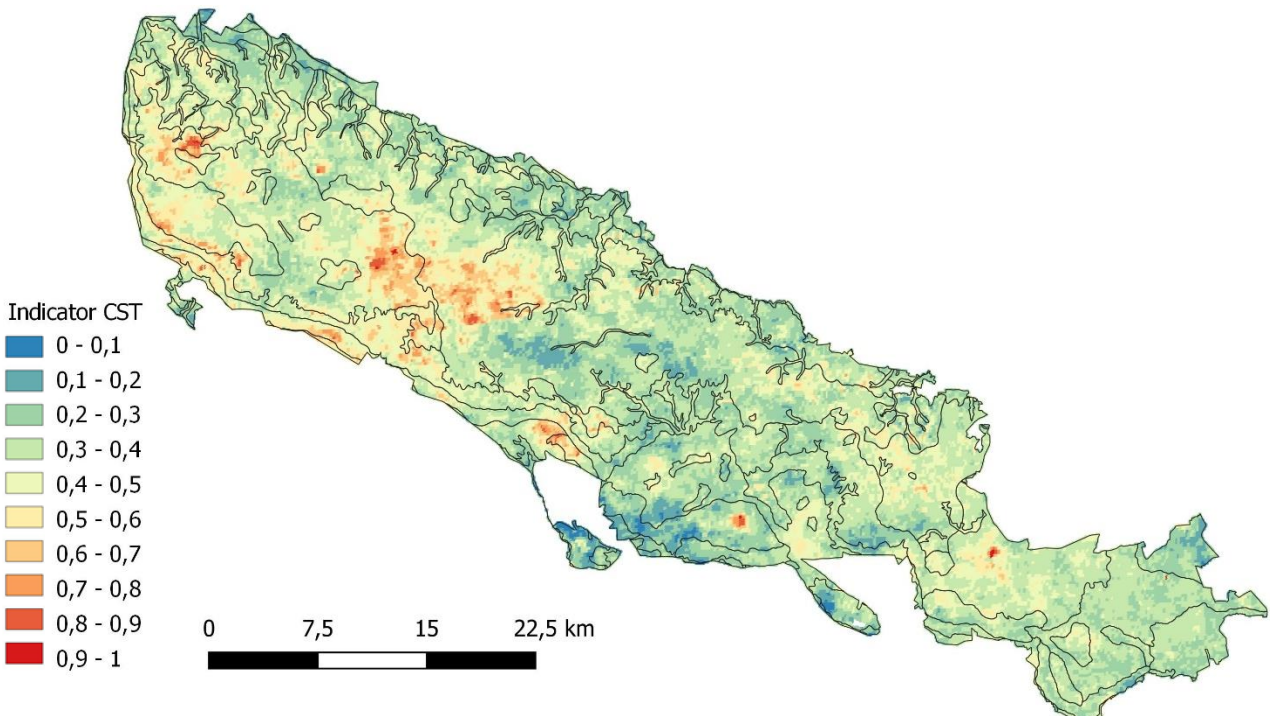 Indicator CST
0 - 0,1
0,1 - 0,2
0,2 - 0,3
0,3 - 0,4
0,4 - 0,5
0,5 - 0,6
0,6 - 0,7
0,7 - 0,8
0,8 - 0,9
0,9 - 1
0 7,5 15 22,5 km